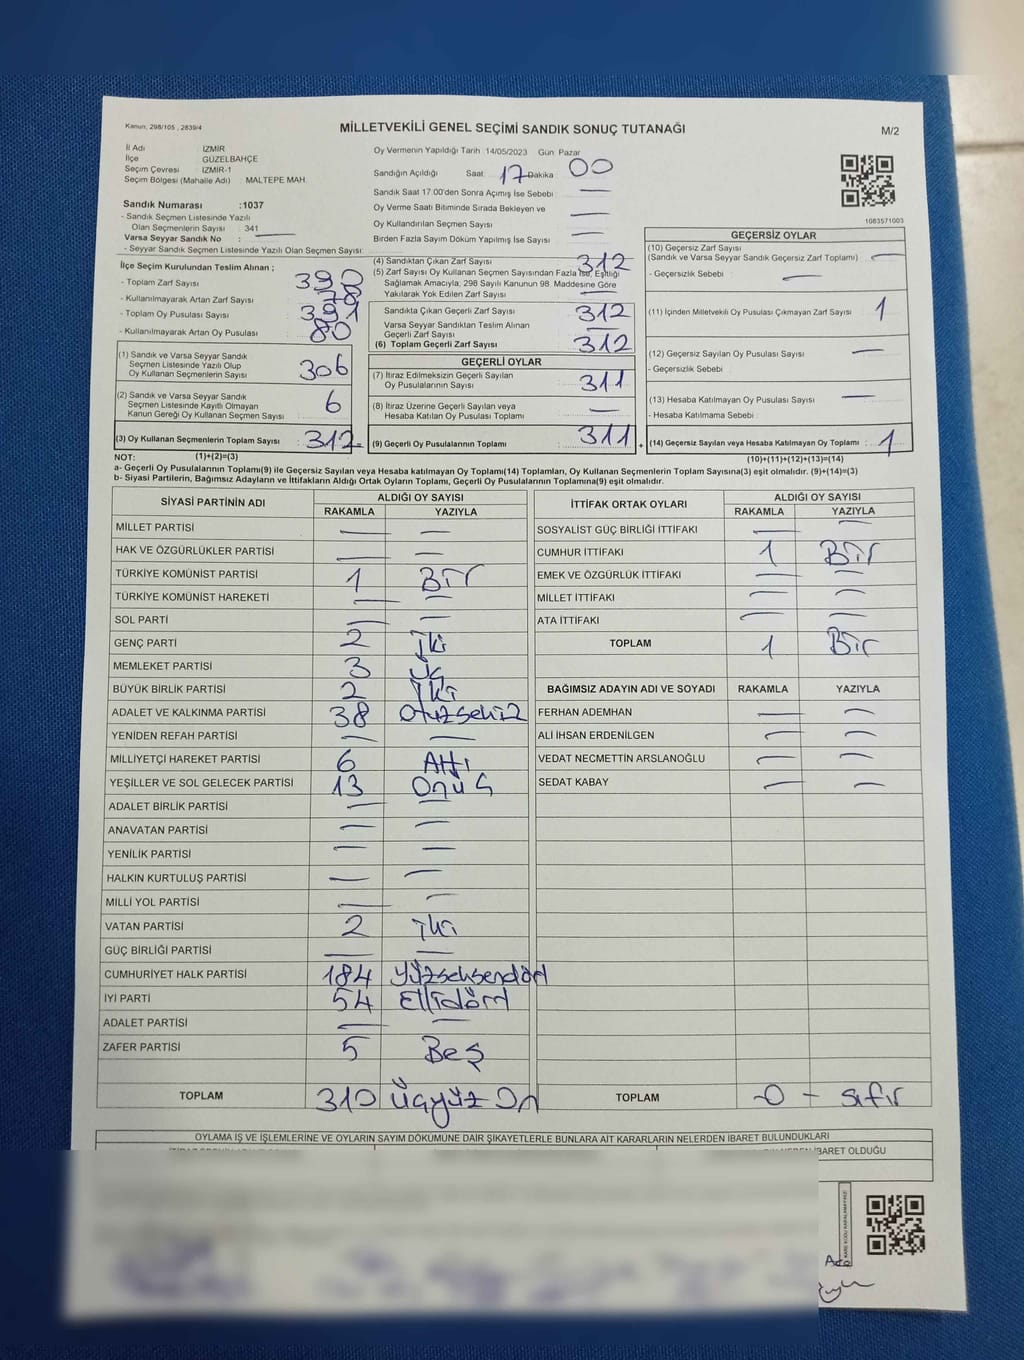 Kanun, 298/105 , 2839/4
MİLLETVEKİLİ GENEL SEÇİMİ SANDIK SONUÇ TUTANAĞI
M/2
İl Adı İZMİR
İlçe GÜZELBAHÇE
Seçim Çevresi İZMİR-1
Seçim Bölgesi (Mahalle Adı) MALTEPE MAH.
Sandık Numarası :1037
- Sandık Seçmen Listesinde Yazılı
Olan Seçmenlerin Sayısı : 341
Varsa Seyyar Sandık No :
- Seyyar Sandık Seçmen Listesinde Yazılı Olan Seçmen Sayısı:
Oy Vermenin Yapıldığı Tarih :14/05/2023 Gün :Pazar
Sandığın Açıldığı Saat: 17 Dakika 00
Sandık Saat 17:00'den Sonra Açımış İse Sebebi
Oy Verme Saati Bitiminde Sırada Bekleyen ve
Oy Kullandırılan Seçmen Sayısı
Birden Fazla Sayım Döküm Yapılmış İse Sayısı
1083571003
İlçe Seçim Kurulundan Teslim Alınan ;
- Toplam Zarf Sayısı : 390
- Kullanılmayarak Artan Zarf Sayısı : 78
- Toplam Oy Pusulası Sayısı : 391
- Kullanılmayarak Artan Oy Pusulası : 80
(1) Sandık ve Varsa Seyyar Sandık
Seçmen Listesinde Yazılı Olup
Oy Kullanan Seçmenlerin Sayısı : 306
(2) Sandık ve Varsa Seyyar Sandık
Seçmen Listesinde Kayıtlı Olmayan
Kanun Gereği Oy Kullanan Seçmen Sayısı : 6
(3) Oy Kullanan Seçmenlerin Toplam Sayısı : 312
(4) Sandıktan Çıkan Zarf Sayısı : 312
(5) Zarf Sayısı Oy Kullanan Seçmen Sayısından Fazla İse, Eşitliği
Sağlamak Amacıyla, 298 Sayılı Kanunun 98. Maddesine Göre
Yakılarak Yok Edilen Zarf Sayısı
Sandıkta Çıkan Geçerli Zarf Sayısı : 312
Varsa Seyyar Sandıktan Teslim Alınan
Geçerli Zarf Sayısı
(6) Toplam Geçerli Zarf Sayısı : 312
GEÇERLİ OYLAR
(7) İtiraz Edilmeksizin Geçerli Sayılan
Oy Pusulalarının Sayısı : 311
(8) İtiraz Üzerine Geçerli Sayılan veya
Hesaba Katılan Oy Pusulası Toplamı
(9) Geçerli Oy Pusulalarının Toplamı : 311 +
GEÇERSİZ OYLAR
(10) Geçersiz Zarf Sayısı
(Sandık ve Varsa Seyyar Sandık Geçersiz Zarf Toplamı) :
- Geçersizlik Sebebi :
(11) İçinden Milletvekili Oy Pusulası Çıkmayan Zarf Sayısı : 1
(12) Geçersiz Sayılan Oy Pusulası Sayısı :
- Geçersizlik Sebebi :
(13) Hesaba Katılmayan Oy Pusulası Sayısı :
- Hesaba Katılmama Sebebi :
(14) Geçersiz Sayılan veya Hesaba Katılmayan Oy Toplamı : 1
NOT: (1)+(2)=(3)
(10)+(11)+(12)+(13)=(14)
a- Geçerli Oy Pusulalarının Toplamı(9) ile Geçersiz Sayılan veya Hesaba katılmayan Oy Toplamı(14) Toplamları, Oy Kullanan Seçmenlerin Toplam Sayısına(3) eşit olmalıdır. (9)+(14)=(3)
b- Siyasi Partilerin, Bağımsız Adayların ve İttifakların Aldığı Ortak Oyların Toplamı, Geçerli Oy Pusulalarının Toplamına(9) eşit olmalıdır.
SİYASİ PARTİNİN ADI ALDIĞI OY SAYISI
RAKAMLA YAZIYLA
MİLLET PARTİSİ
HAK VE ÖZGÜRLÜKLER PARTİSİ
TÜRKİYE KOMÜNİST PARTİSİ 1 Bir
TÜRKİYE KOMÜNİST HAREKETİ
SOL PARTİ
GENÇ PARTİ 2 İki
MEMLEKET PARTİSİ 3 Üç
BÜYÜK BİRLİK PARTİSİ 2 İki
ADALET VE KALKINMA PARTİSİ 38 Otuzsekiz
YENİDEN REFAH PARTİSİ
MİLLİYETÇİ HAREKET PARTİSİ 6 Altı
YEŞİLLER VE SOL GELECEK PARTİSİ 13 Onüç
ADALET BİRLİK PARTİSİ
ANAVATAN PARTİSİ
YENİLİK PARTİSİ
HALKIN KURTULUŞ PARTİSİ
MİLLİ YOL PARTİSİ
VATAN PARTİSİ 2 İki
GÜÇ BİRLİĞİ PARTİSİ
CUMHURİYET HALK PARTİSİ 184 Yüzseksendört
İYİ PARTİ 54 Ellidört
ADALET PARTİSİ
ZAFER PARTİSİ 5 Beş
TOPLAM 310 Üçyüz On
İTTİFAK ORTAK OYLARI ALDIĞI OY SAYISI
RAKAMLA YAZIYLA
SOSYALİST GÜÇ BİRLİĞİ İTTİFAKI
CUMHUR İTTİFAKI 1 Bir
EMEK VE ÖZGÜRLÜK İTTİFAKI
MİLLET İTTİFAKI
ATA İTTİFAKI
TOPLAM 1 Bir
BAĞIMSIZ ADAYIN ADI VE SOYADI RAKAMLA YAZIYLA
FERHAN ADEMHAN
ALİ İHSAN ERDENİLGEN
VEDAT NECMETTİN ARSLANOĞLU
SEDAT KABAY
TOPLAM -0- sıfır
OYLAMA İŞ VE İŞLEMLERİNE VE OYLARIN SAYIM DÖKÜMÜNE DAİR ŞİKAYETLERLE BUNLARA AİT KARARLARIN NELERDEN İBARET BULUNDUKLARI
İBARET OLDUĞU
KARE KODU KARALAMAYINIZ